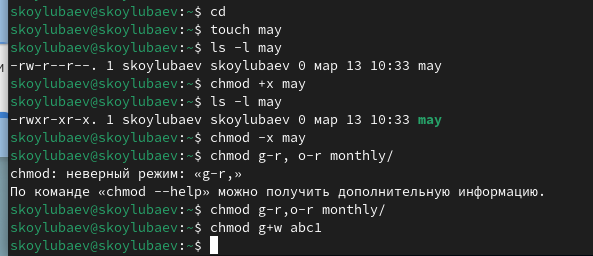 skoylubaev@skoylubaev:~$ cd
skoylubaev@skoylubaev:~$ touch may
skoylubaev@skoylubaev:~$ ls -l may
-rw-r--r--. 1 skoylubaev skoylubaev 0 мар 13 10:33 may
skoylubaev@skoylubaev:~$ chmod +x may
skoylubaev@skoylubaev:~$ ls -l may
-rwxr-xr-x. 1 skoylubaev skoylubaev 0 мар 13 10:33 may
skoylubaev@skoylubaev:~$ chmod -x may
skoylubaev@skoylubaev:~$ chmod g-r, o-r monthly/
chmod: неверный режим: «g-r,»
По команде «chmod --help» можно получить дополнительную информацию.
skoylubaev@skoylubaev:~$ chmod g-r,o-r monthly/
skoylubaev@skoylubaev:~$ chmod g+w abc1
skoylubaev@skoylubaev:~$